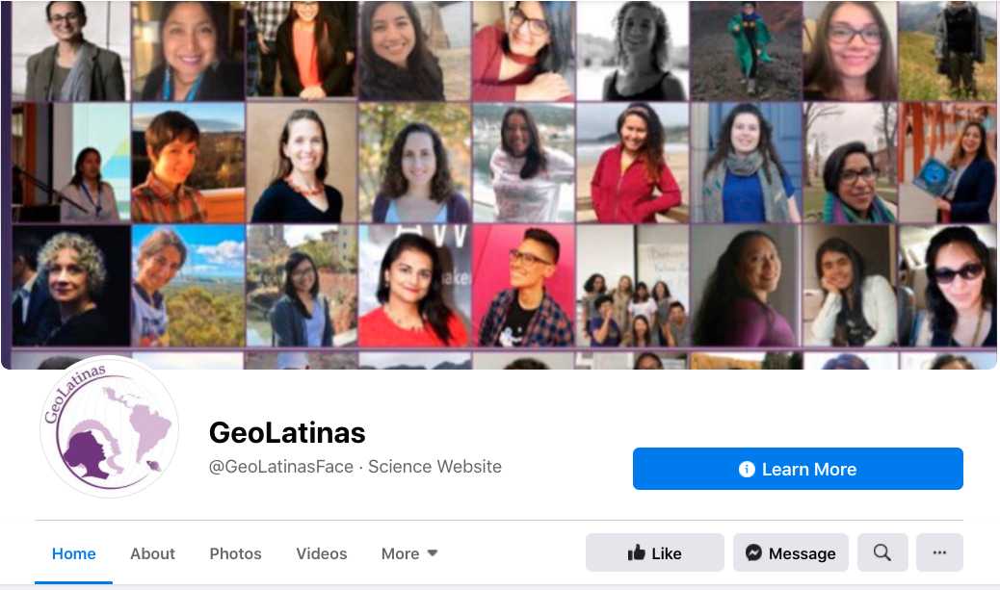 GeoLatinas
GeoLatinas
@GeoLatinasFace · Science Website
Learn More
Home About Photos Videos More
Like Message